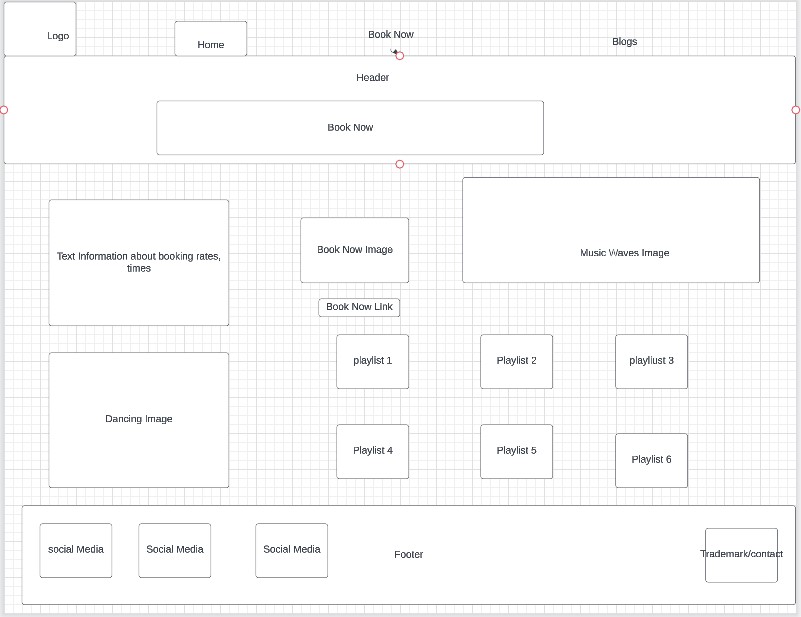 Logo
Home
Book Now
Blogs
Header
Book Now
Text Information about booking rates,
times
Book Now Image
Music Waves Image
Book Now Link
playlist 1
Playlist 2
playliust 3
Dancing Image
Playlist 4
Playlist 5
Playlist 6
social Media
Social Media
Social Media
Footer
Trademark/contact